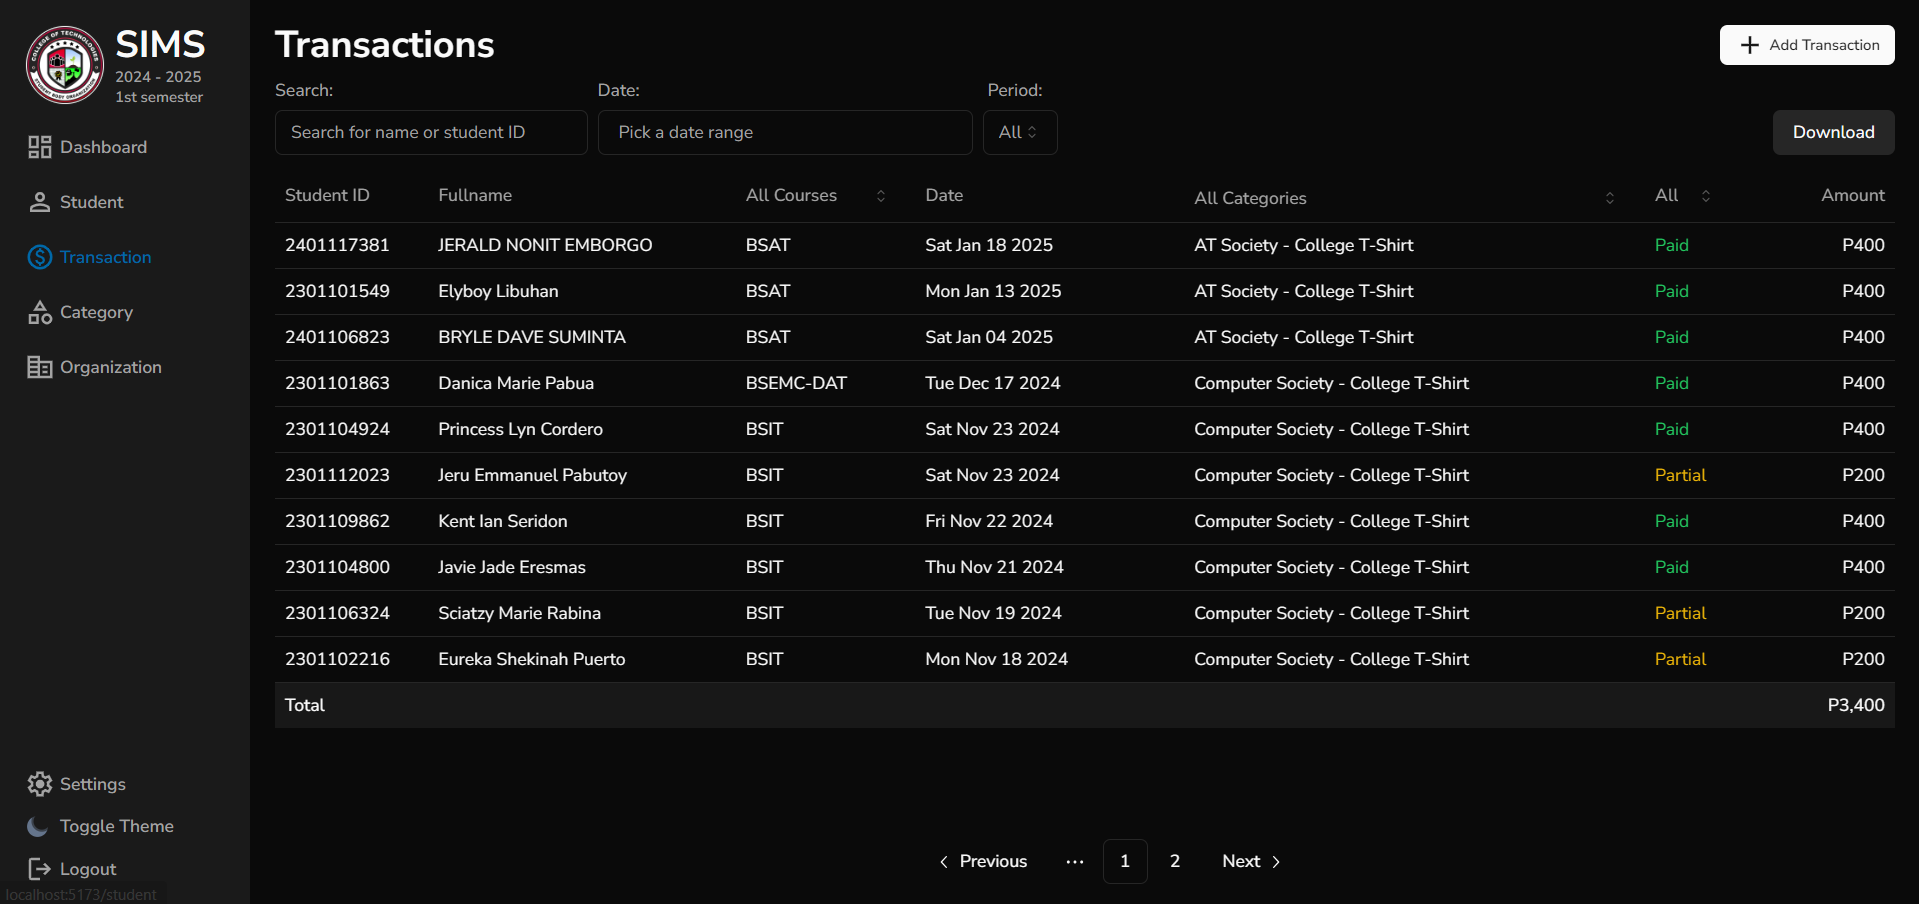 COLLEGE OF TECHNOLOGIES
STUDENT BODY ORGANIZATION
SIMS
2024 - 2025
1st semester
Dashboard
Student
Transaction
Category
Organization
Settings
Toggle Theme
Logout
localhost:5173/student
Transactions
Add Transaction
Search: Date: Period:
Search for name or student ID Pick a date range All Download
Student ID Fullname All Courses Date All Categories All Amount
2401117381 JERALD NONIT EMBORGO BSAT Sat Jan 18 2025 AT Society - College T-Shirt Paid P400
2301101549 Elyboy Libuhan BSAT Mon Jan 13 2025 AT Society - College T-Shirt Paid P400
2401106823 BRYLE DAVE SUMINTA BSAT Sat Jan 04 2025 AT Society - College T-Shirt Paid P400
2301101863 Danica Marie Pabua BSEMC-DAT Tue Dec 17 2024 Computer Society - College T-Shirt Paid P400
2301104924 Princess Lyn Cordero BSIT Sat Nov 23 2024 Computer Society - College T-Shirt Paid P400
2301112023 Jeru Emmanuel Pabutoy BSIT Sat Nov 23 2024 Computer Society - College T-Shirt Partial P200
2301109862 Kent Ian Seridon BSIT Fri Nov 22 2024 Computer Society - College T-Shirt Paid P400
2301104800 Javie Jade Eresmas BSIT Thu Nov 21 2024 Computer Society - College T-Shirt Paid P400
2301106324 Sciatzy Marie Rabina BSIT Tue Nov 19 2024 Computer Society - College T-Shirt Partial P200
2301102216 Eureka Shekinah Puerto BSIT Mon Nov 18 2024 Computer Society - College T-Shirt Partial P200
Total P3,400
Previous ... 1 2 Next